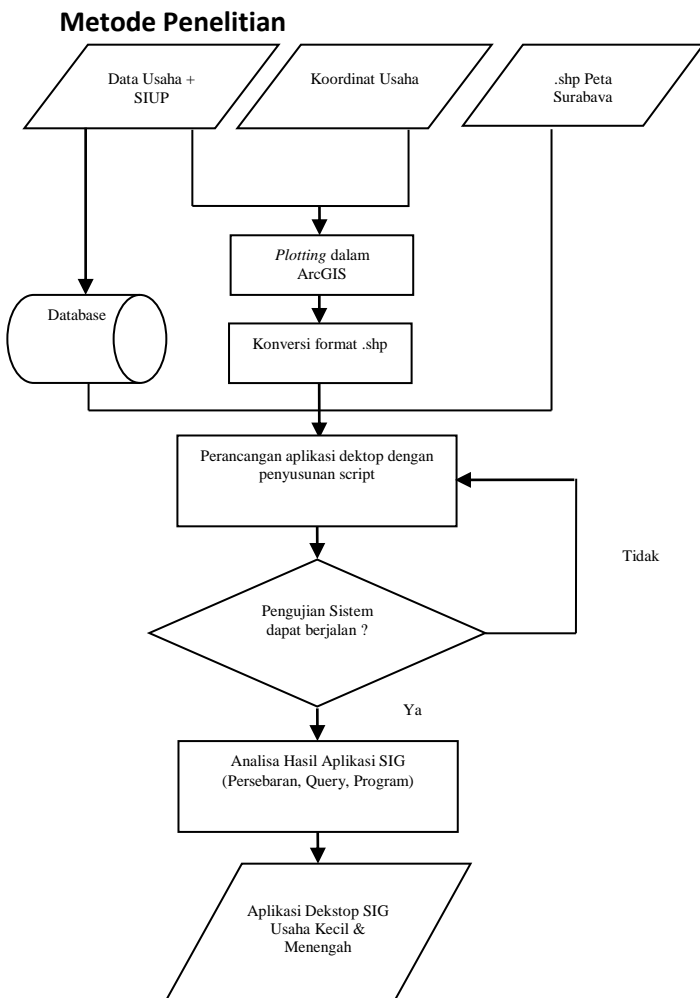 Metode Penelitian
Data Usaha +
SIUP
Koordinat Usaha
.shp Peta
Surabaya
Plotting dalam
ArcGIS
Database
Konversi format .shp
Perancangan aplikasi dektop dengan
penyusunan script
Tidak
Pengujian Sistem
dapat berjalan ?
Ya
Analisa Hasil Aplikasi SIG
(Persebaran, Query, Program)
Aplikasi Dekstop SIG
Usaha Kecil &
Menengah